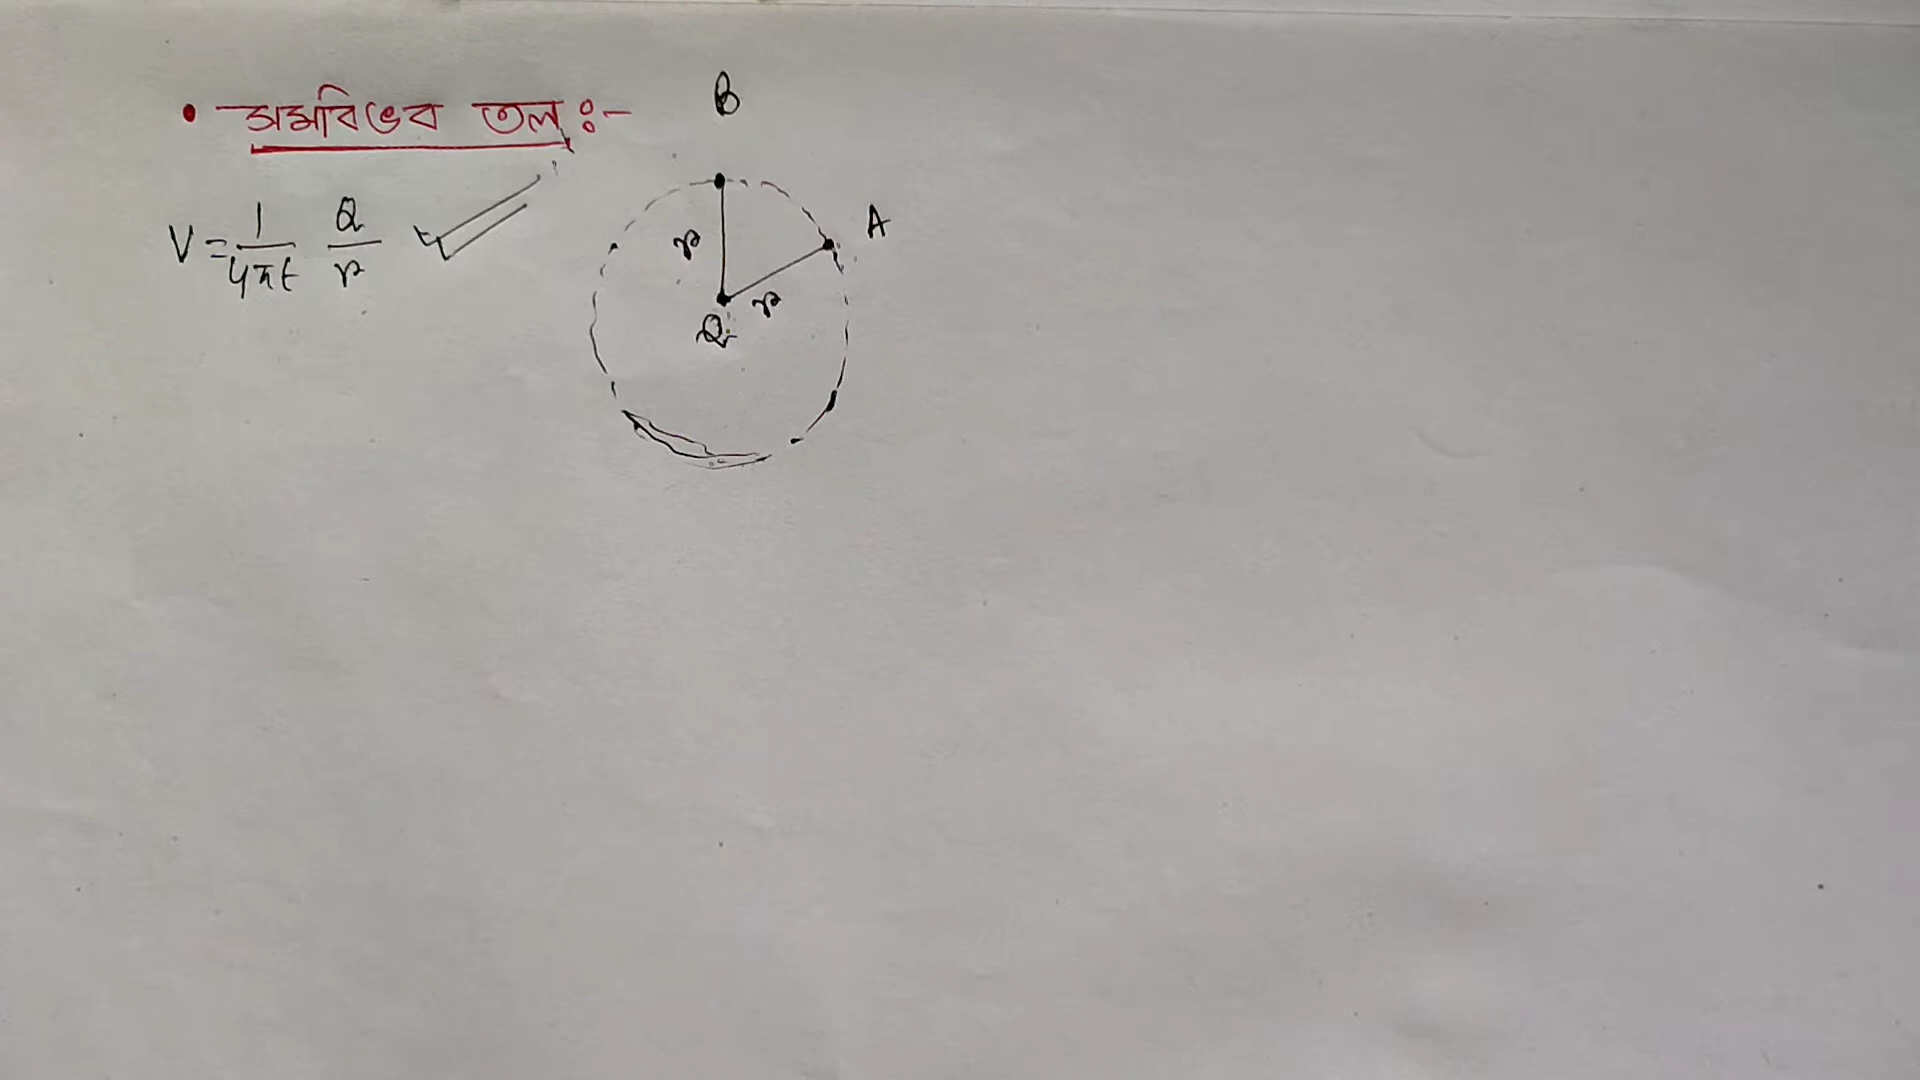 • সমবিভব তল :-
V = 1/4πε Q/r
B
A
r
r
Q